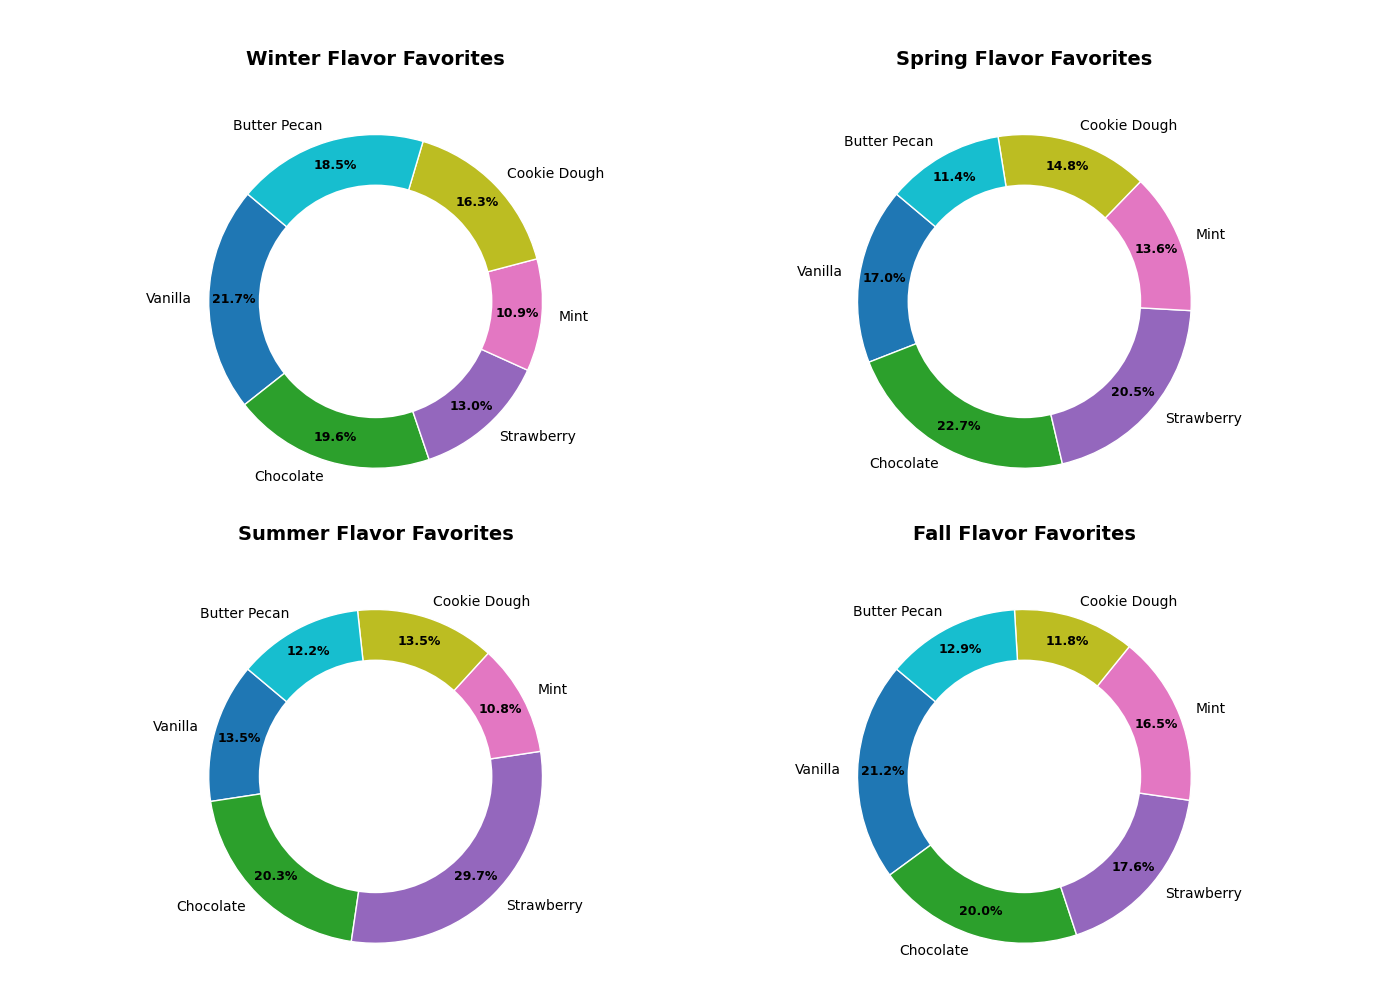 Winter Flavor Favorites
Butter Pecan
18.5%
Cookie Dough
16.3%
Vanilla
21.7%
Mint
10.9%
Strawberry
13.0%
Chocolate
19.6%
Spring Flavor Favorites
Cookie Dough
14.8%
Butter Pecan
11.4%
Mint
13.6%
Vanilla
17.0%
Strawberry
20.5%
Chocolate
22.7%
Summer Flavor Favorites
Cookie Dough
13.5%
Butter Pecan
12.2%
Mint
10.8%
Vanilla
13.5%
Strawberry
29.7%
Chocolate
20.3%
Fall Flavor Favorites
Cookie Dough
11.8%
Butter Pecan
12.9%
Mint
16.5%
Vanilla
21.2%
Strawberry
17.6%
Chocolate
20.0%